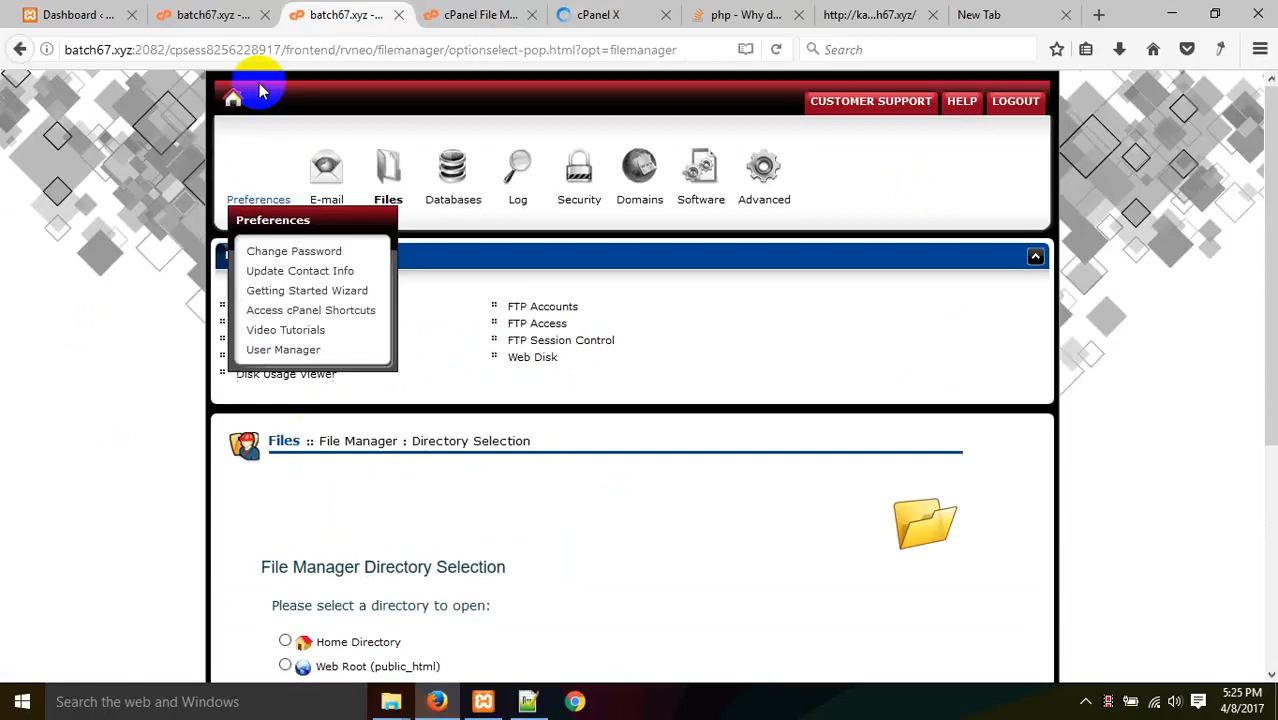 Dashboard ‹ ...
batch67.xyz -...
batch67.xyz -...
cPanel File M...
cPanel X
php - Why d...
http://ka...h67.xyz/
New Tab
batch67.xyz:2082/cpsess8256228917/frontend/rvneo/filemanager/optionselect-pop.html?opt=filemanager
Search
CUSTOMER SUPPORT
HELP
LOGOUT
Preferences
E-mail
Files
Databases
Log
Security
Domains
Software
Advanced
Preferences
Change Password
Update Contact Info
Getting Started Wizard
Access cPanel Shortcuts
Video Tutorials
User Manager
FTP Accounts
FTP Access
FTP Session Control
Web Disk
Disk Usage Viewer
Files :: File Manager : Directory Selection
File Manager Directory Selection
Please select a directory to open:
Home Directory
Web Root (public_html)
Search the web and Windows
5:25 PM
4/8/2017